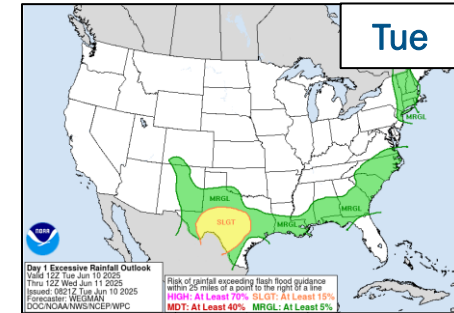 Tue
MRGL
MRGL
SLGT
MRGL
MRGL
NOAA
Day 1 Excessive Rainfall Outlook
Valid 12Z Tue Jun 10 2025
Thru 12Z Wed Jun 11 2025
Issued: 0821Z Tue Jun 10 2025
Forecaster: WEGMAN
DOC/NOAA/NWS/NCEP/WPC
Risk of rainfall exceeding flash flood guidance
within 25 miles of a point to the right of a line
HIGH: At Least 70% SLGT: At Least 15%
MDT: At Least 40% MRGL: At Least 5%